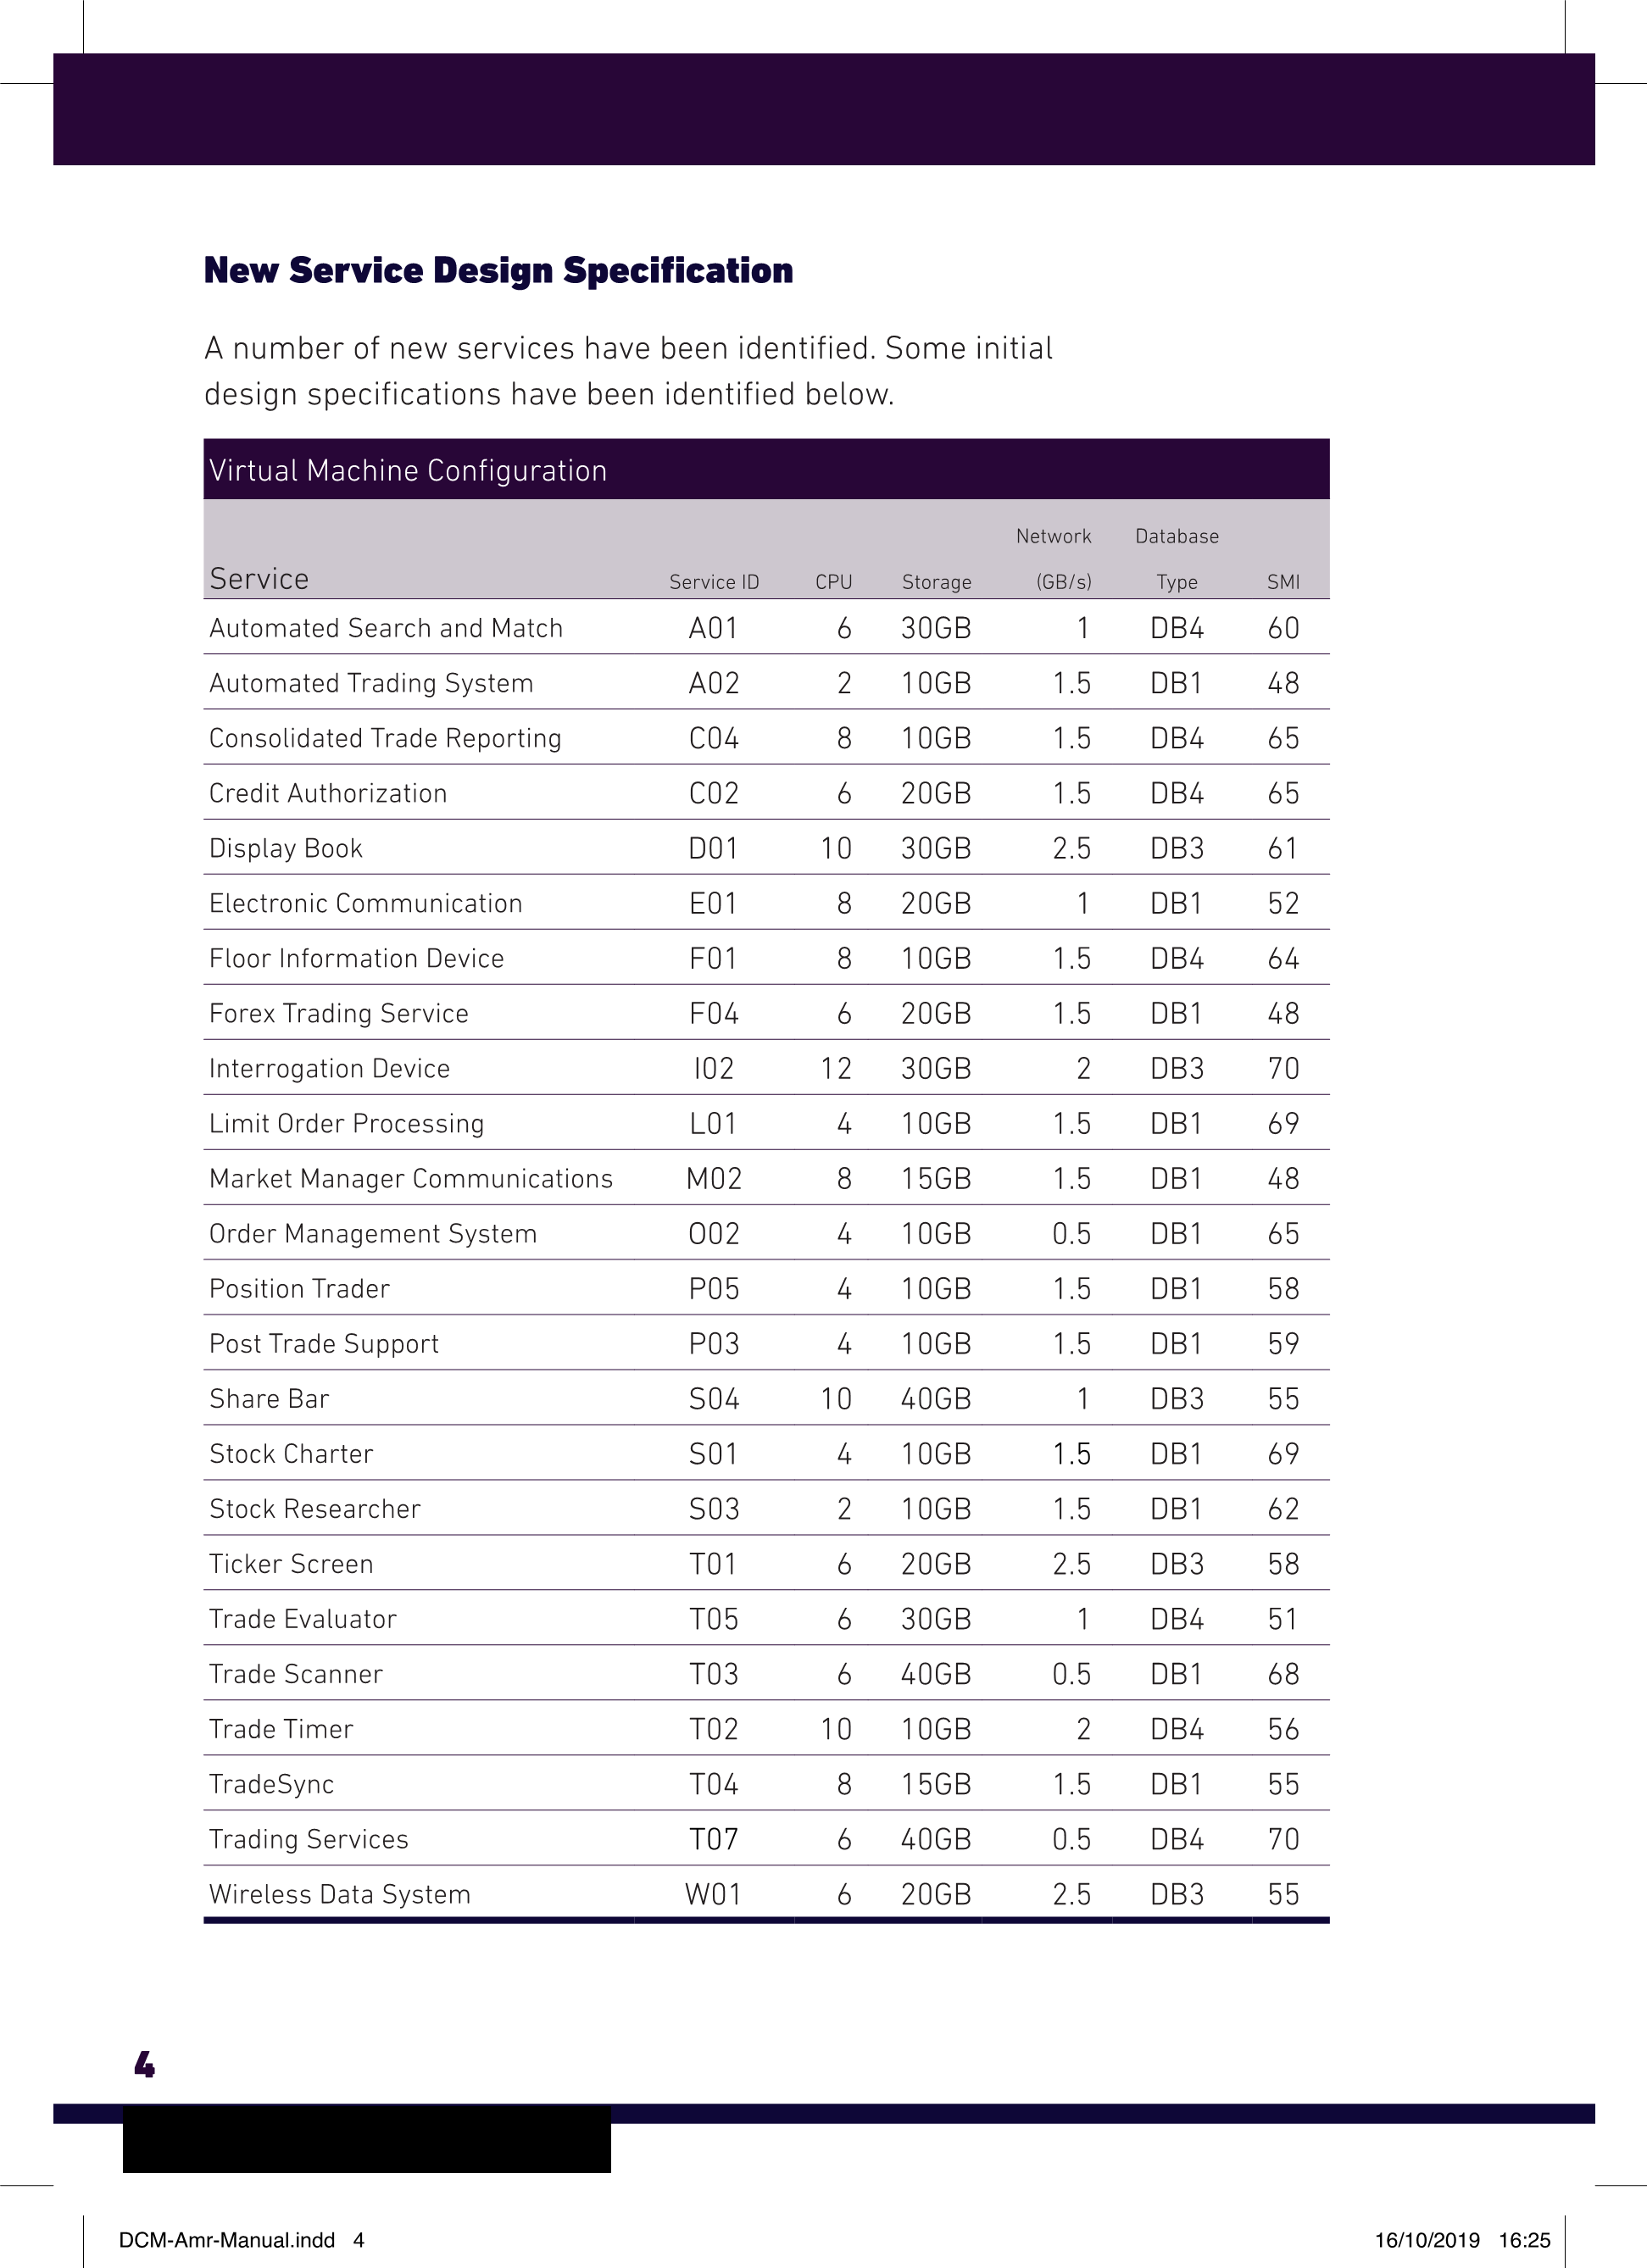 New Service Design Specification
A number of new services have been identified. Some initial
design specifications have been identified below.
Virtual Machine Configuration
Service Service ID CPU Storage Network (GB/s) Database Type SMI
Automated Search and Match A01 6 30GB 1 DB4 60
Automated Trading System A02 2 10GB 1.5 DB1 48
Consolidated Trade Reporting C04 8 10GB 1.5 DB4 65
Credit Authorization C02 6 20GB 1.5 DB4 65
Display Book D01 10 30GB 2.5 DB3 61
Electronic Communication E01 8 20GB 1 DB1 52
Floor Information Device F01 8 10GB 1.5 DB4 64
Forex Trading Service F04 6 20GB 1.5 DB1 48
Interrogation Device I02 12 30GB 2 DB3 70
Limit Order Processing L01 4 10GB 1.5 DB1 69
Market Manager Communications M02 8 15GB 1.5 DB1 48
Order Management System O02 4 10GB 0.5 DB1 65
Position Trader P05 4 10GB 1.5 DB1 58
Post Trade Support P03 4 10GB 1.5 DB1 59
Share Bar S04 10 40GB 1 DB3 55
Stock Charter S01 4 10GB 1.5 DB1 69
Stock Researcher S03 2 10GB 1.5 DB1 62
Ticker Screen T01 6 20GB 2.5 DB3 58
Trade Evaluator T05 6 30GB 1 DB4 51
Trade Scanner T03 6 40GB 0.5 DB1 68
Trade Timer T02 10 10GB 2 DB4 56
TradeSync T04 8 15GB 1.5 DB1 55
Trading Services T07 6 40GB 0.5 DB4 70
Wireless Data System W01 6 20GB 2.5 DB3 55
4
DCM-Amr-Manual.indd 4 16/10/2019 16:25